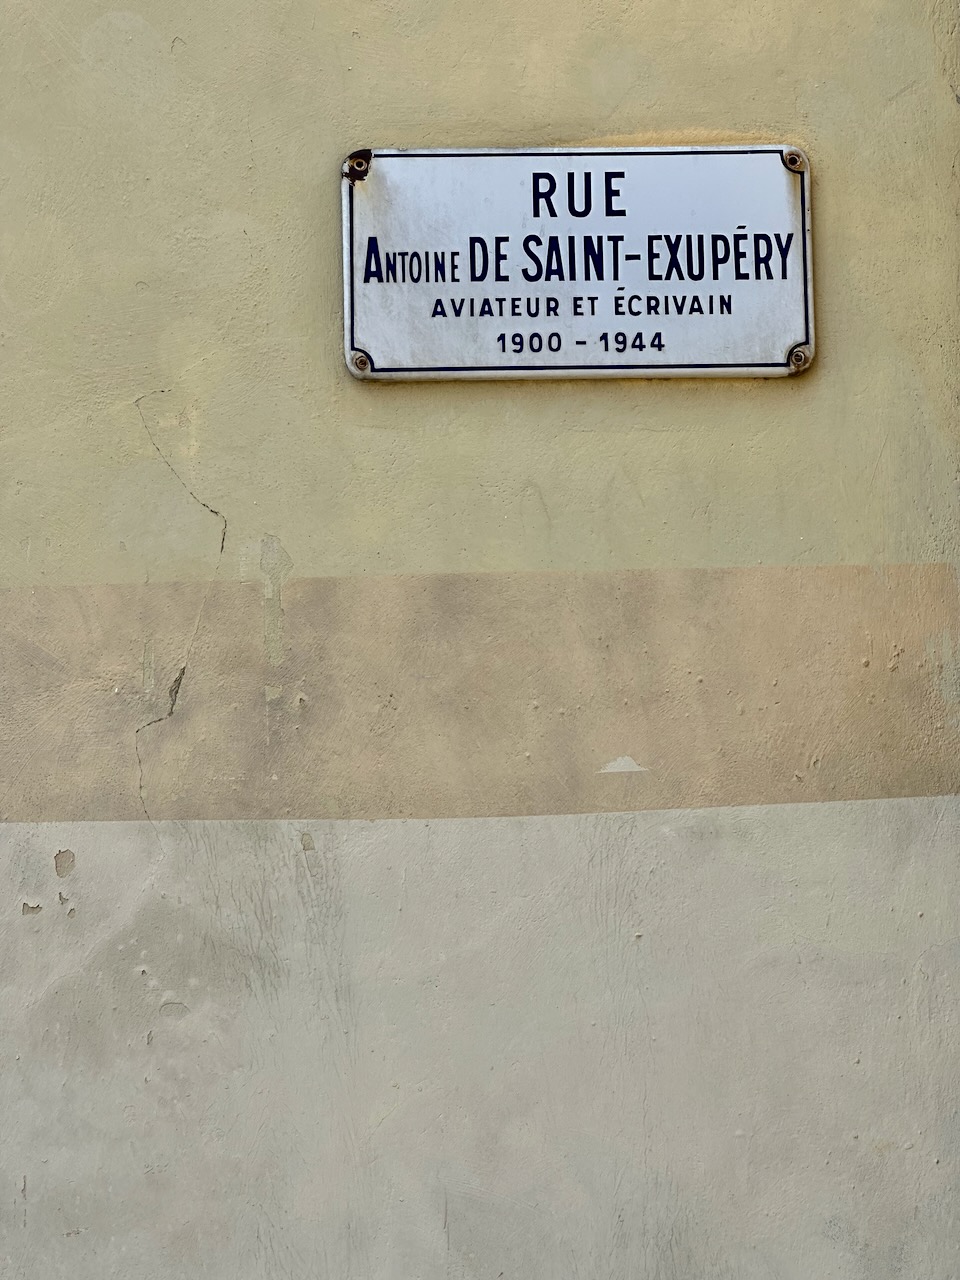 RUE
ANTOINE DE SAINT-EXUPÉRY
AVIATEUR ET ÉCRIVAIN
1900 - 1944